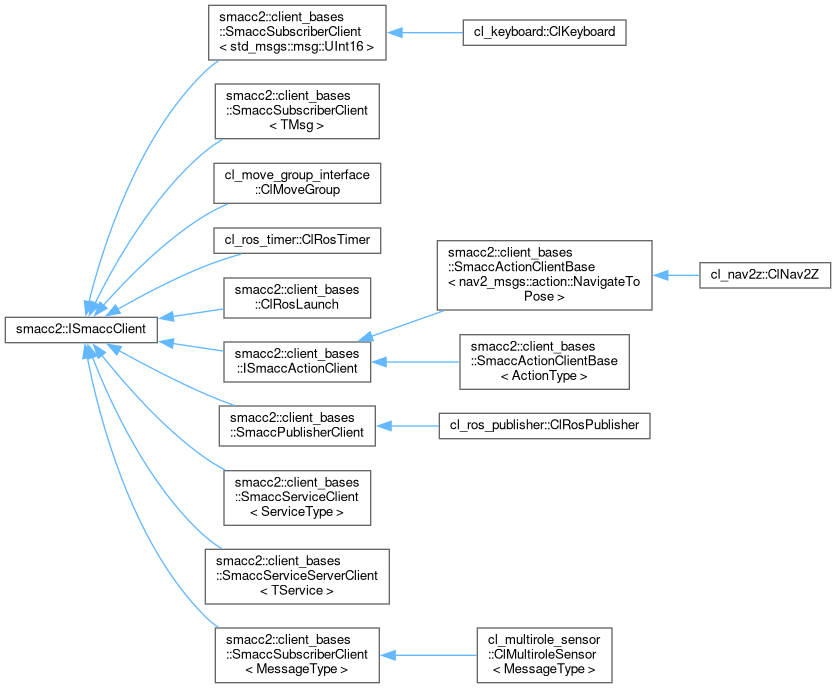 smacc2::ISmaccClient
smacc2::client_bases
::SmaccSubscriberClient
< std_msgs::msg::UInt16 >
cl_keyboard::ClKeyboard
smacc2::client_bases
::SmaccSubscriberClient
< TMsg >
cl_move_group_interface
::ClMoveGroup
cl_ros_timer::ClRosTimer
smacc2::client_bases
::ClRosLaunch
smacc2::client_bases
::ISmaccActionClient
smacc2::client_bases
::SmaccActionClientBase
< nav2_msgs::action::NavigateTo
Pose >
cl_nav2z::ClNav2Z
smacc2::client_bases
::SmaccActionClientBase
< ActionType >
smacc2::client_bases
::SmaccPublisherClient
cl_ros_publisher::ClRosPublisher
smacc2::client_bases
::SmaccServiceClient
< ServiceType >
smacc2::client_bases
::SmaccServiceServerClient
< TService >
smacc2::client_bases
::SmaccSubscriberClient
< MessageType >
cl_multirole_sensor
::ClMultiroleSensor
< MessageType >